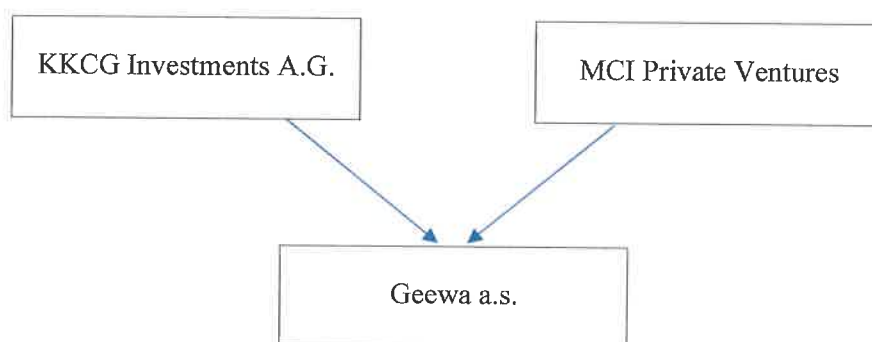 KKCG Investments A.G.
MCI Private Ventures
Geewa a.s.